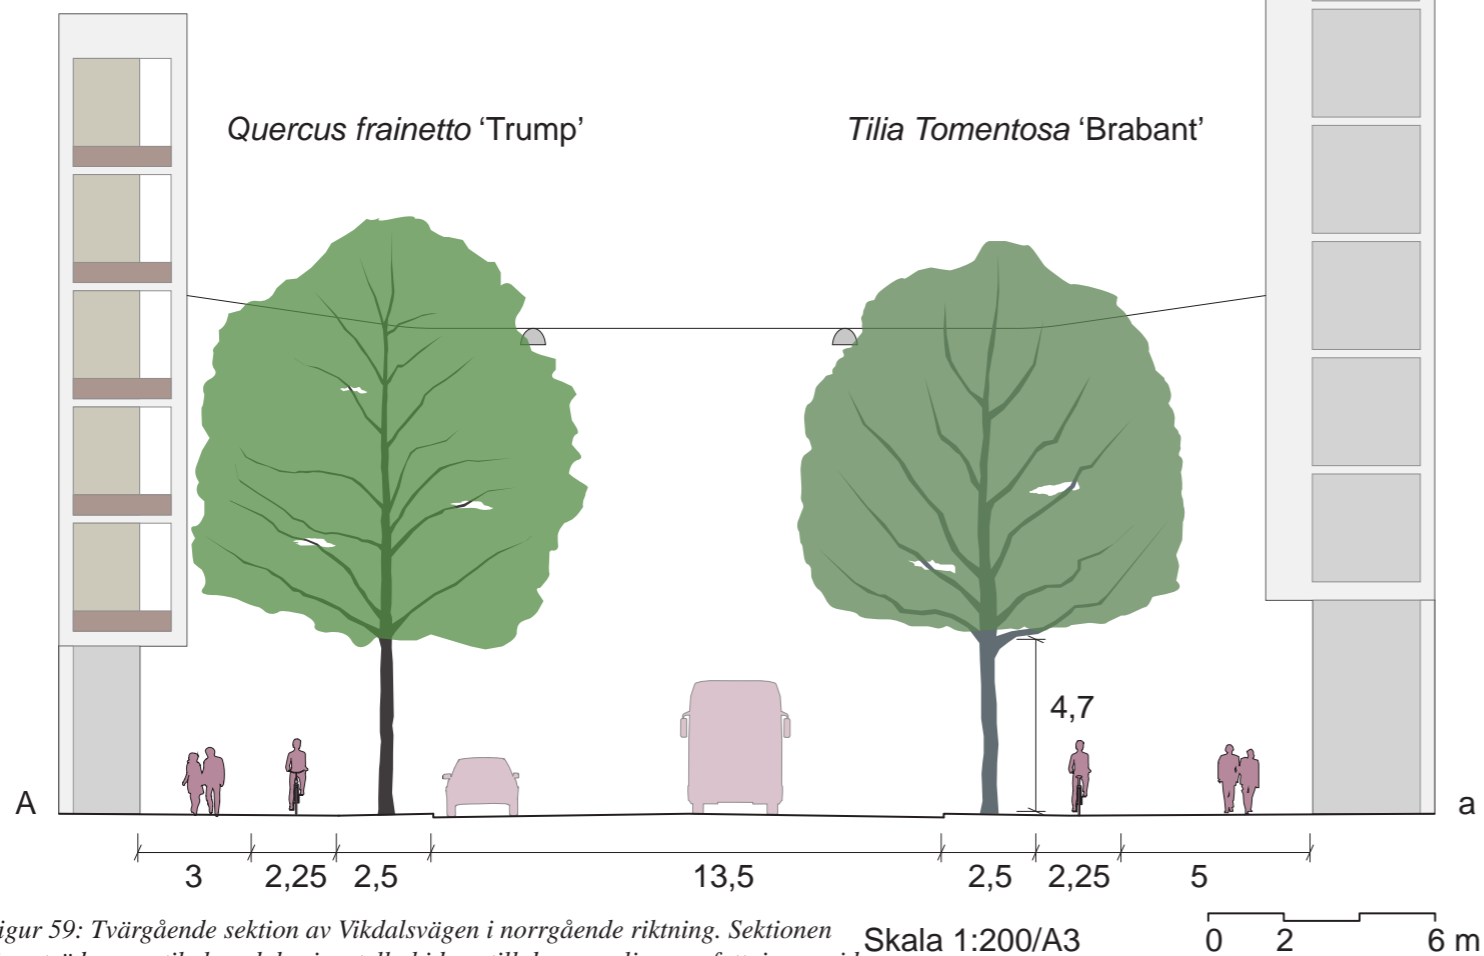 Quercus frainetto ‘Trump’
Tilia Tomentosa ‘Brabant’
4,7
A
a
3 2,25 2,5 13,5 2,5 2,25 5
igur 59: Tvärgående sektion av Vikdalsvägen i norrgående riktning. Sektionen
Skala 1:200/A3
0 2 6 m